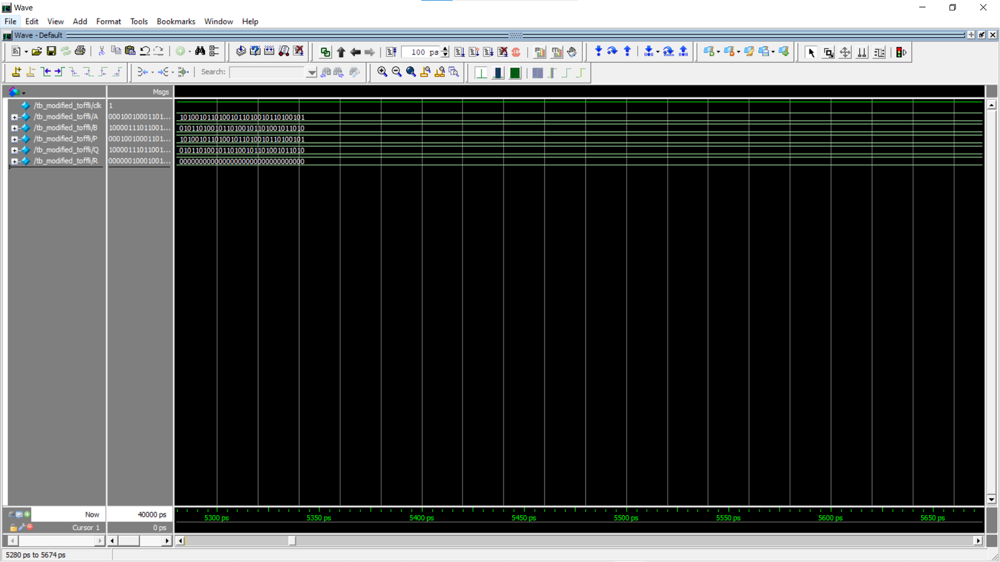 Wave
File Edit View Add Format Tools Bookmarks Window Help
Wave - Default
100 ps
Search:
Msgs
/tb_modified_toffli/clk 1
/tb_modified_toffli/A 00010010001101... 10100101101001011010010110100101
/tb_modified_toffli/B 10000111011001... 01011010010110100101101001011010
/tb_modified_toffli/P 00010010001101... 10100101101001011010010110100101
/tb_modified_toffli/Q 10000111011001... 01011010010110100101101001011010
/tb_modified_toffli/R 00000010001001... 00000000000000000000000000000000
Now 40000 ps
5300 ps 5350 ps 5400 ps 5450 ps 5500 ps 5550 ps 5600 ps 5650 ps
Cursor 1 0 ps
5280 ps to 5674 ps